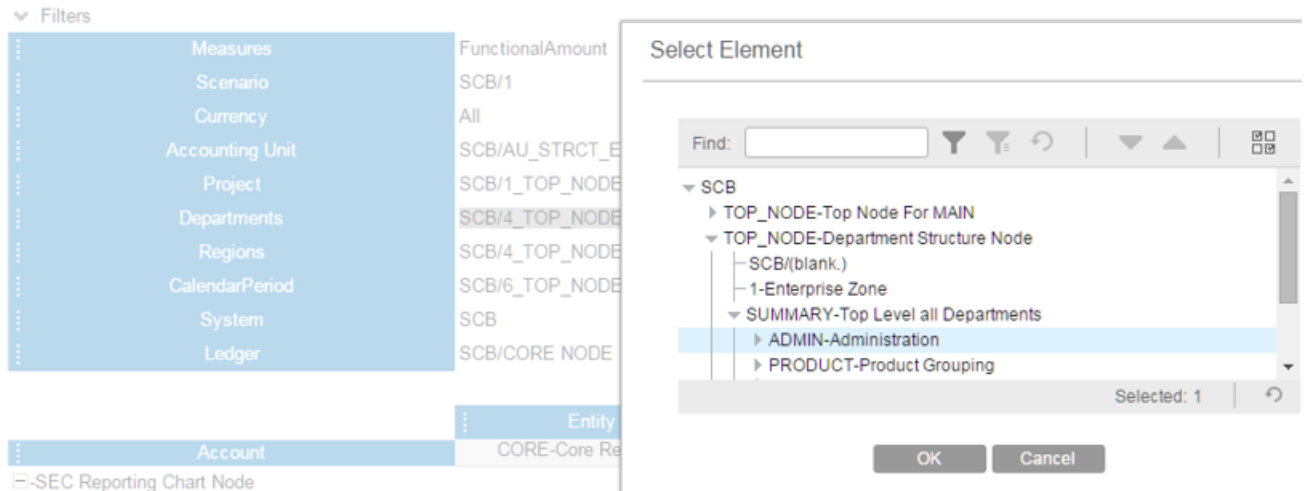 Filters
Measures FunctionalAmount
Scenario SCB/1
Currency All
Accounting Unit SCB/AU_STRCT_E
Project SCB/1_TOP_NODE
Departments SCB/4_TOP_NODE
Regions SCB/4_TOP_NODE
CalendarPeriod SCB/6_TOP_NODE
System SCB
Ledger SCB/CORE NODE
Entity
Account CORE-Core Re
-SEC Reporting Chart Node
Select Element
Find:
SCB
TOP_NODE-Top Node For MAIN
TOP_NODE-Department Structure Node
SCB/(blank.)
1-Enterprise Zone
SUMMARY-Top Level all Departments
ADMIN-Administration
PRODUCT-Product Grouping
Selected: 1
OK Cancel